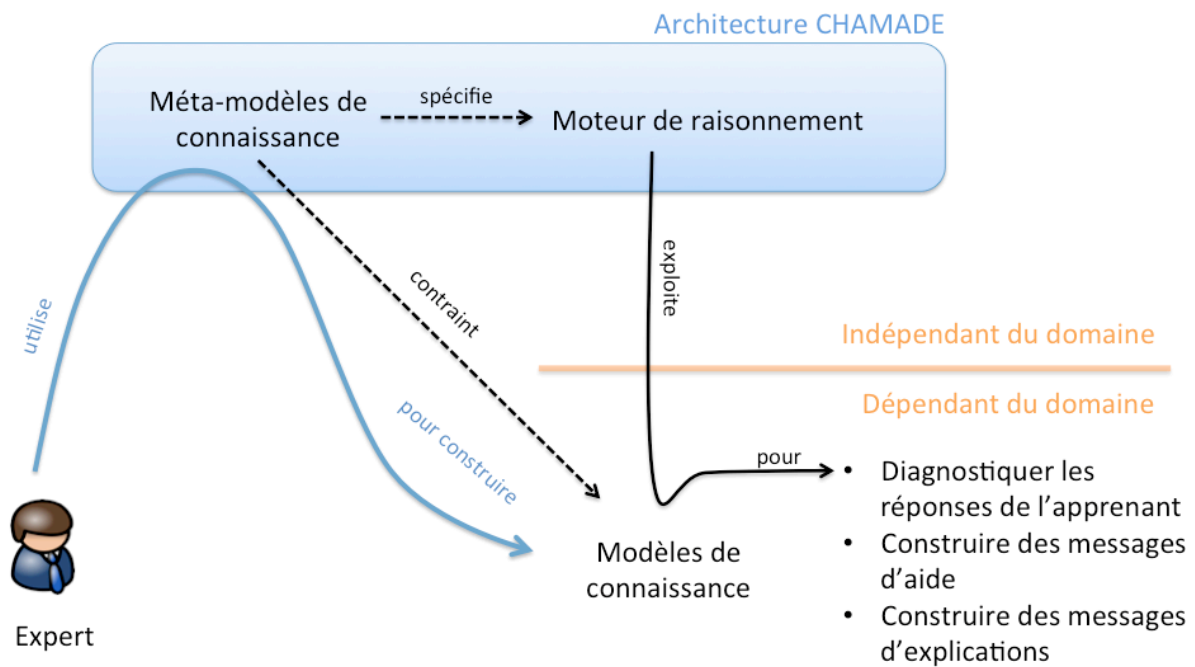 Architecture CHAMADE
Méta-modèles de
connaissance
spécifie
Moteur de raisonnement
utilise
contraint
exploite
pour construire
Indépendant du domaine
Dépendant du domaine
pour
• Diagnostiquer les
réponses de l'apprenant
• Construire des messages
d'aide
• Construire des messages
d'explications
Modèles de
connaissance
Expert